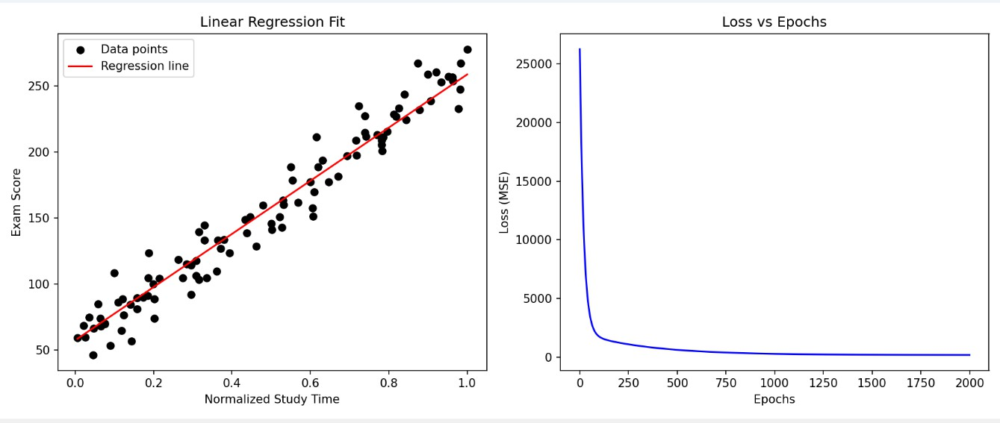 Linear Regression Fit
Data points
Regression line
Exam Score
250
200
150
100
50
0.0 0.2 0.4 0.6 0.8 1.0
Normalized Study Time
Loss vs Epochs
Loss (MSE)
25000
20000
15000
10000
5000
0
0 250 500 750 1000 1250 1500 1750 2000
Epochs